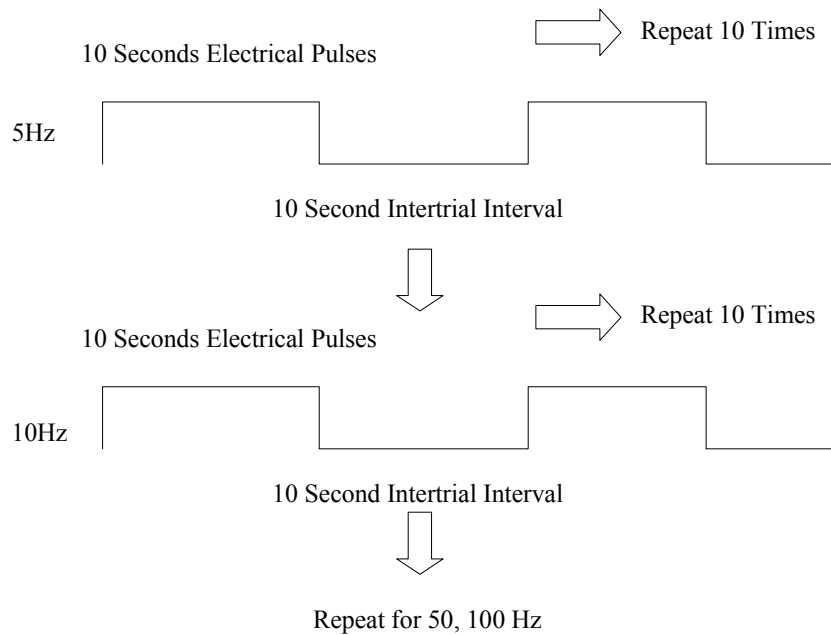 Repeat 10 Times
10 Seconds Electrical Pulses
5Hz
10 Second Intertrial Interval
Repeat 10 Times
10 Seconds Electrical Pulses
10Hz
10 Second Intertrial Interval
Repeat for 50, 100 Hz